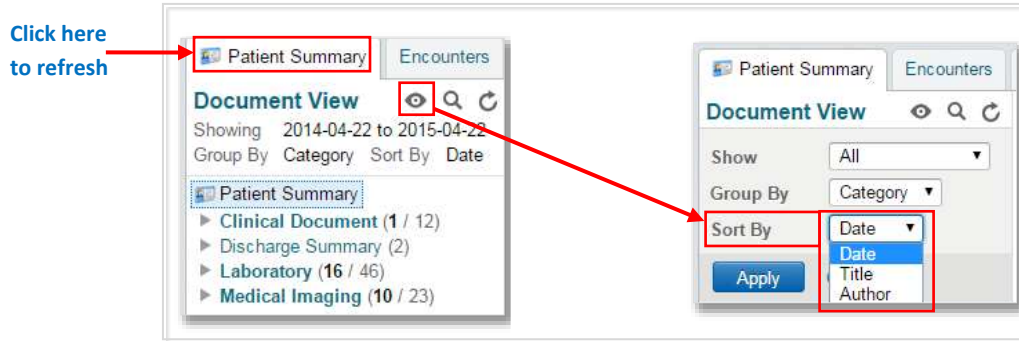 Click here
to refresh
Patient Summary Encounters
Document View
Showing 2014-04-22 to 2015-04-22
Group By Category Sort By Date
Patient Summary
Clinical Document (1 / 12)
Discharge Summary (2)
Laboratory (16 / 46)
Medical Imaging (10 / 23)
Patient Summary Encounters
Document View
Show All
Group By Category
Sort By Date
Date
Title
Author
Apply